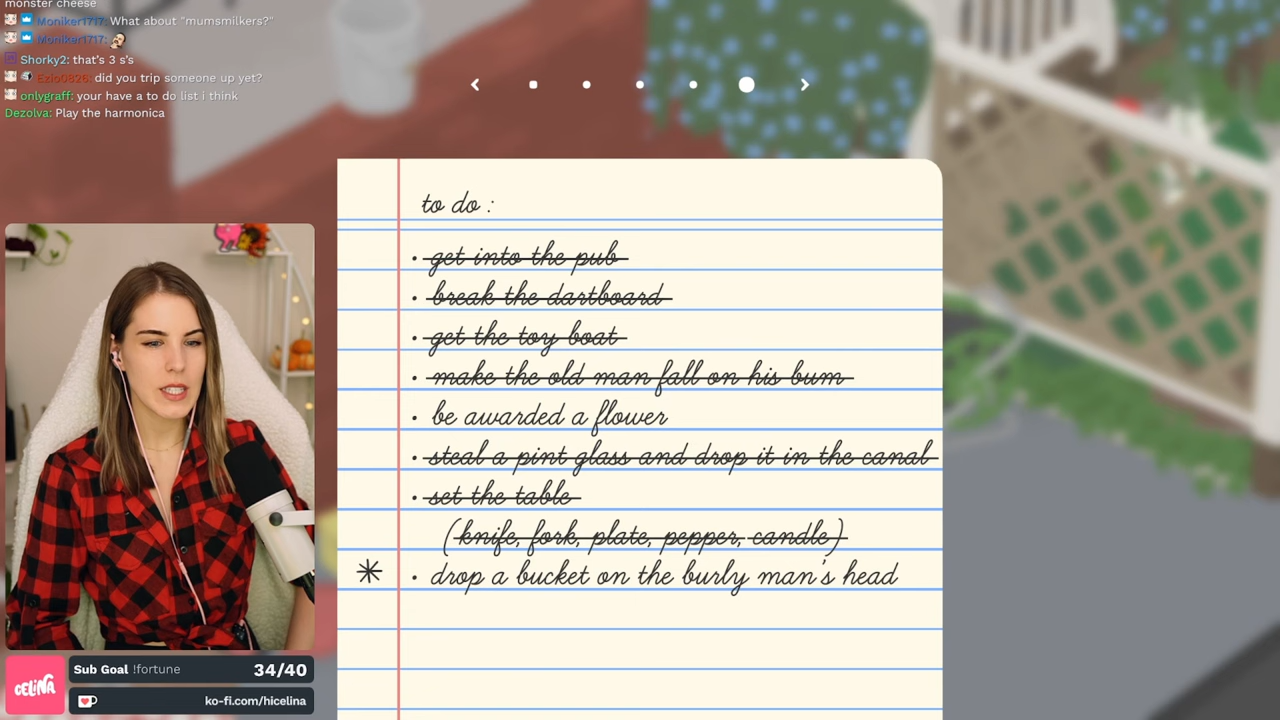 monster cheese
Moniker1717: What about "mumsmilkers?"
Moniker1717:
Shorky2: that's 3 s's
Ezio0826: did you trip someone up yet?
onlygraff: your have a to do list i think
Dezolva: Play the harmonica
to do :
• get into the pub
• break the dartboard
• get the toy boat
• make the old man fall on his bum
• be awarded a flower
• steal a pint glass and drop it in the canal
• set the table
(knife, fork, plate, pepper, candle)
• drop a bucket on the burly man's head
CELINA
Sub Goal !fortune 34/40
ko-fi.com/hicelina